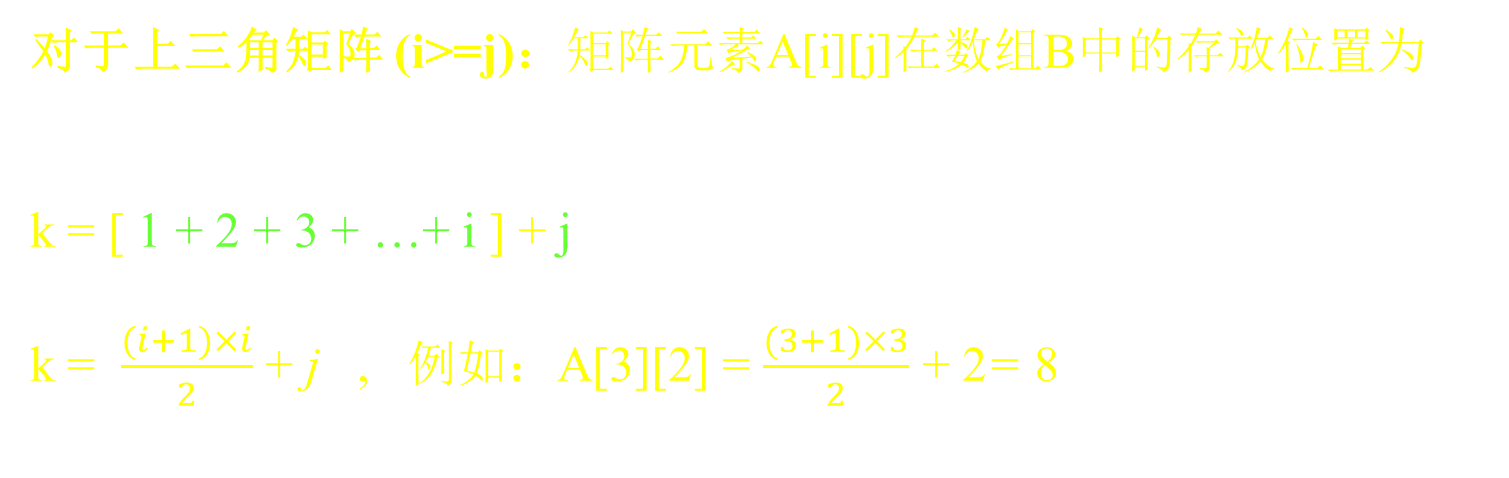 对于上三角矩阵 (i>=j)：矩阵元素A[i][j]在数组B中的存放位置为
k = [ 1 + 2 + 3 + …+ i ] + j
k = (i+1)×i/2 + j ， 例如：A[3][2] = (3+1)×3/2 + 2= 8